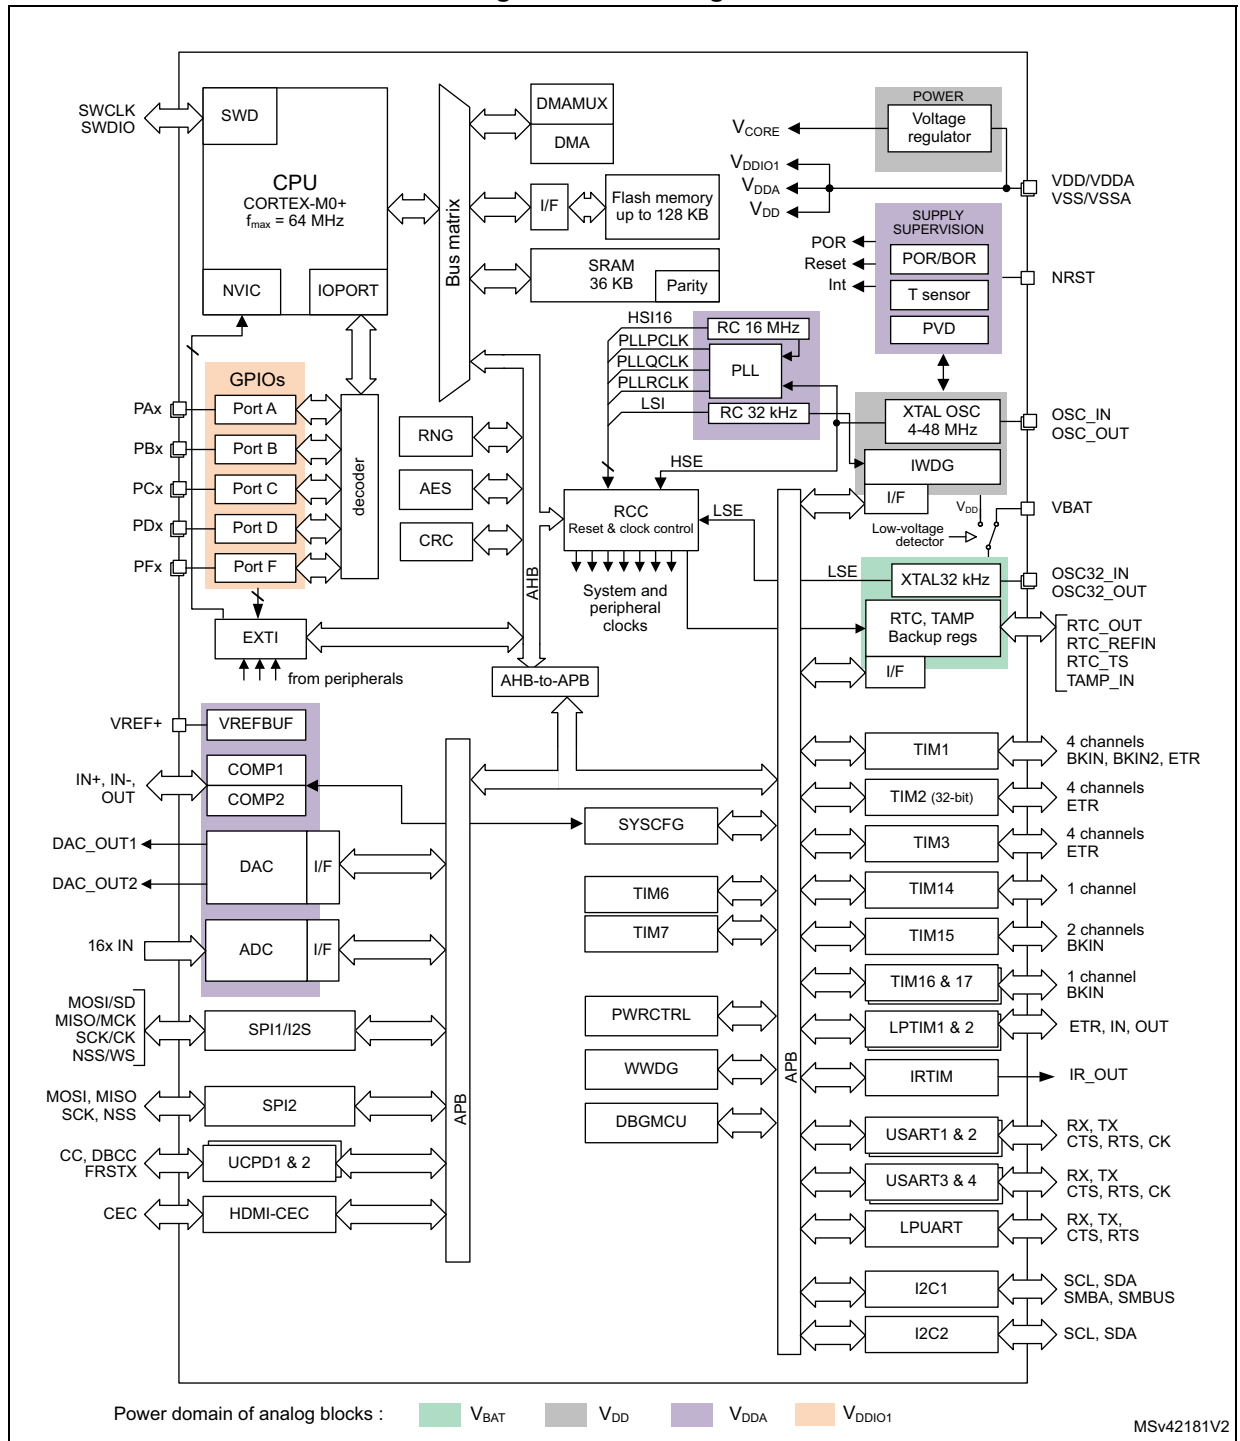 SWCLK
SWDIO
SWD
CPU
CORTEX-M0+
fmax = 64 MHz
NVIC
IOPORT
Bus matrix
DMAMUX
DMA
I/F
Flash memory
up to 128 KB
SRAM
36 KB
Parity
POWER
Voltage
regulator
VCORE
VDDIO1
VDDA
VDD
VDD/VDDA
VSS/VSSA
SUPPLY
SUPERVISION
POR
Reset
Int
POR/BOR
T sensor
PVD
NRST
HSI16
PLLPCLK
PLLQCLK
PLLRCLK
LSI
RC 16 MHz
PLL
RC 32 kHz
GPIOs
PAx
Port A
PBx
Port B
PCx
Port C
PDx
Port D
PFx
Port F
decoder
RNG
AES
CRC
AHB
HSE
RCC
Reset & clock control
LSE
System and
peripheral
clocks
XTAL OSC
4-48 MHz
OSC_IN
OSC_OUT
IWDG
I/F
VDD
Low-voltage
detector
VBAT
LSE
XTAL32 kHz
OSC32_IN
OSC32_OUT
RTC, TAMP
Backup regs
I/F
RTC_OUT
RTC_REFIN
RTC_TS
TAMP_IN
EXTI
from peripherals
AHB-to-APB
VREF+
VREFBUF
IN+, IN-,
OUT
COMP1
COMP2
DAC_OUT1
DAC_OUT2
DAC
I/F
16x IN
ADC
I/F
MOSI/SD
MISO/MCK
SCK/CK
NSS/WS
SPI1/I2S
MOSI, MISO
SCK, NSS
SPI2
CC, DBCC
FRSTX
UCPD1 & 2
CEC
HDMI-CEC
APB
SYSCFG
TIM6
TIM7
PWRCTRL
WWDG
DBGMCU
APB
TIM1
4 channels
BKIN, BKIN2, ETR
TIM2 (32-bit)
4 channels
ETR
TIM3
4 channels
ETR
TIM14
1 channel
TIM15
2 channels
BKIN
TIM16 & 17
1 channel
BKIN
LPTIM1 & 2
ETR, IN, OUT
IRTIM
IR_OUT
USART1 & 2
RX, TX
CTS, RTS, CK
USART3 & 4
RX, TX
CTS, RTS, CK
LPUART
RX, TX,
CTS, RTS
I2C1
SCL, SDA
SMBA, SMBUS
I2C2
SCL, SDA
Power domain of analog blocks :
VBAT
VDD
VDDA
VDDIO1
MSv42181V2